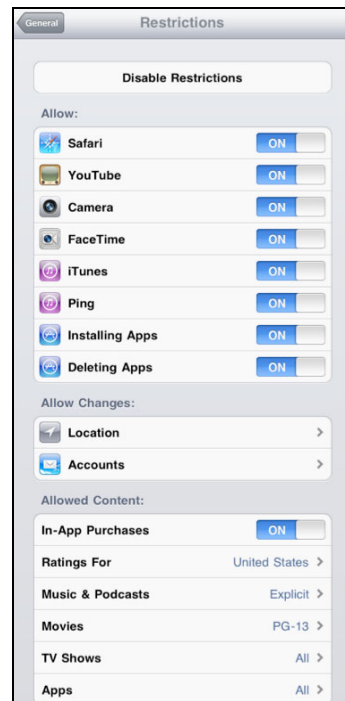 General Restrictions
Disable Restrictions
Allow:
Safari ON
YouTube ON
Camera ON
FaceTime ON
iTunes ON
Ping ON
Installing Apps ON
Deleting Apps ON
Allow Changes:
Location
Accounts
Allowed Content:
In-App Purchases ON
Ratings For United States
Music & Podcasts Explicit
Movies PG-13
TV Shows All
Apps All